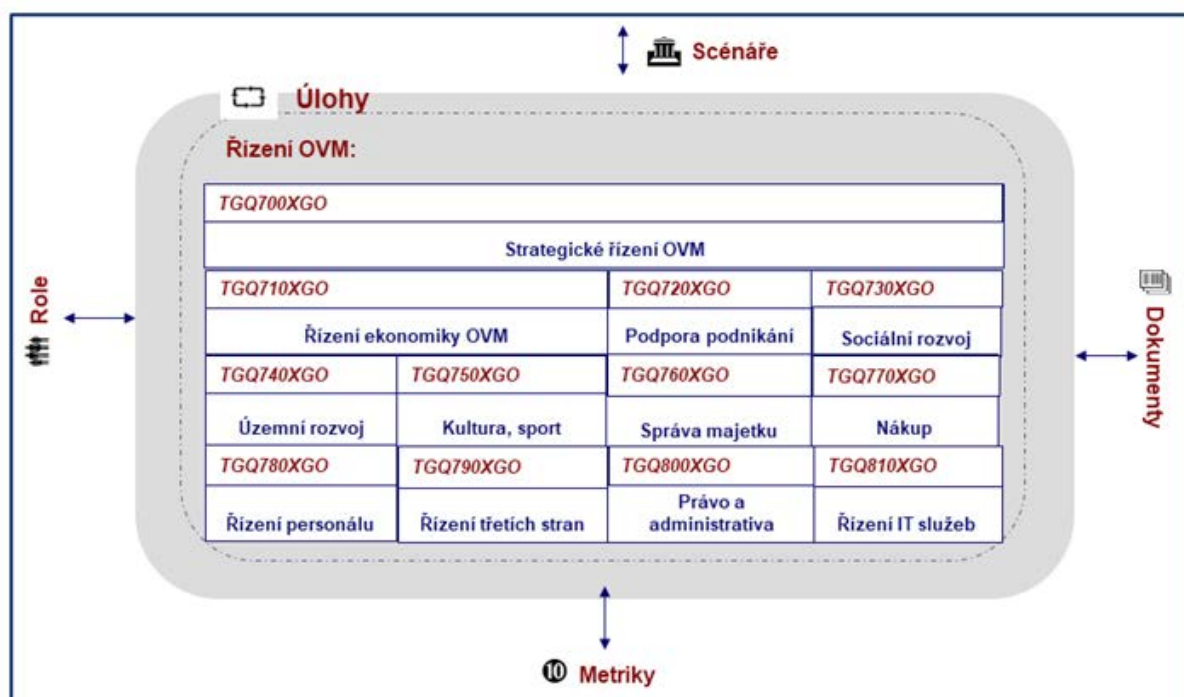 Scénáře
Úlohy
Řízení OVM:
TGQ700XGO
Strategické řízení OVM
TGQ710XGO TGQ720XGO TGQ730XGO
Řízení ekonomiky OVM Podpora podnikání Sociální rozvoj
TGQ740XGO TGQ750XGO TGQ760XGO TGQ770XGO
Územní rozvoj Kultura, sport Správa majetku Nákup
TGQ780XGO TGQ790XGO TGQ800XGO TGQ810XGO
Řízení personálu Řízení třetích stran Právo a administrativa Řízení IT služeb
Role
Dokumenty
10 Metriky